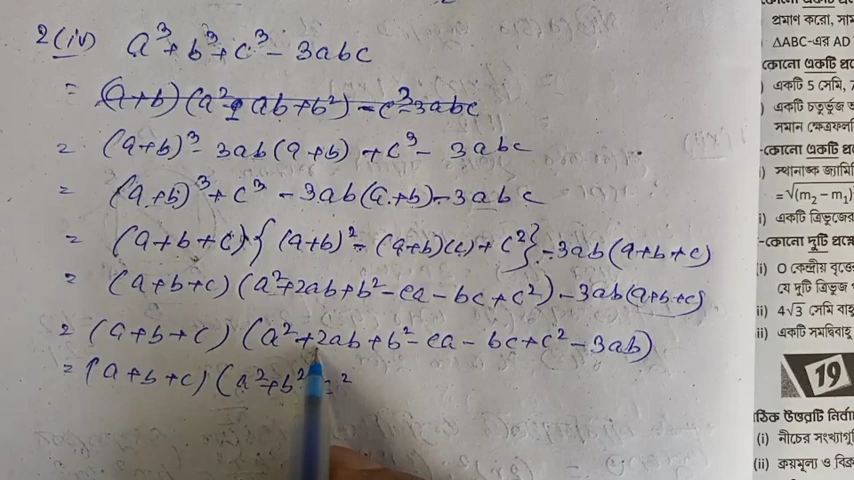 2(iv) a³+b³+c³-3abc
= (a+b)(a²-ab+b²)-c³-3abc
= (a+b)³-3ab(a+b)+c³-3abc
= (a+b)³+c³-3ab(a+b)-3abc
= (a+b+c){(a+b)²-(a+b)(c)+c²}-3ab(a+b+c)
= (a+b+c)(a²+2ab+b²-ca-bc+c²)-3ab(a+b+c)
= (a+b+c)(a²+2ab+b²-ca-bc+c²-3ab)
= (a+b+c)(a²+b²
প্রমাণ করো,
ΔABC-এর AD
কোনো একটি
একটি 5 সেমি,
একটি চতুর্ভুজ
সমান ক্ষেত্রফল
-কোনো একটি
i) স্থানাঙ্ক
=√(m₂-m₁)
i) একটি ত্রিভুজের
-কোনো দুটি
(i) O কেন্দ্রীয়
যে দুটি ত্রিভুজ
ii) 4√3 সেমি
ii) একটি সমদ্বিবাহু
19
উত্তরটি
(i) নীচের
(ii) ক্রয়মূল্য ও